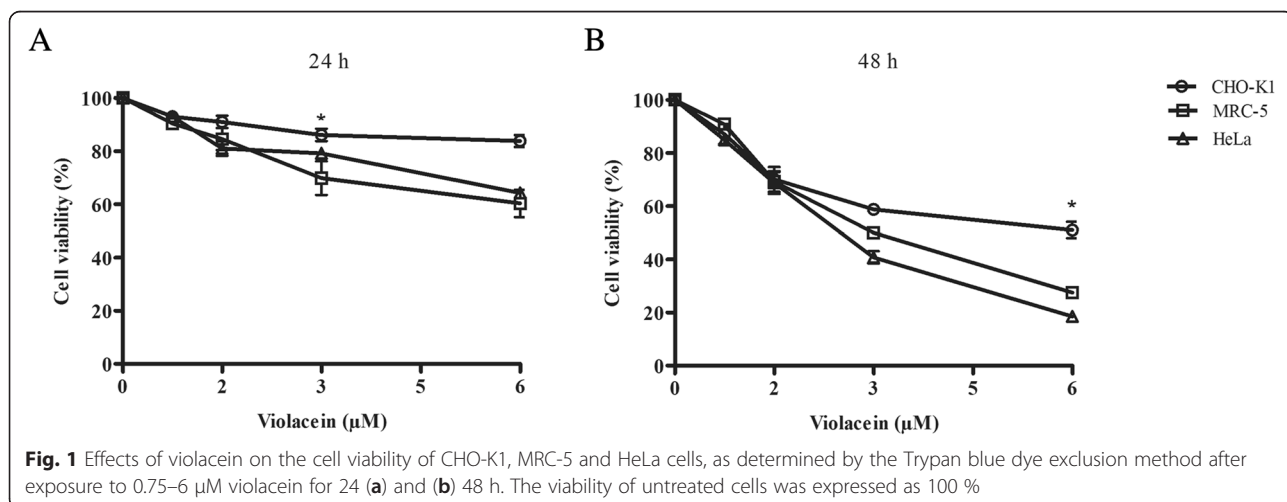 A
B
24 h
48 h
CHO-K1
MRC-5
HeLa
*
*
Cell viability (%)
100
80
60
40
20
0
0
2
3
5
6
Violacein (µM)
Cell viability (%)
100
80
60
40
20
0
0
2
3
5
6
Violacein (µM)
Fig. 1 Effects of violacein on the cell viability of CHO-K1, MRC-5 and HeLa cells, as determined by the Trypan blue dye exclusion method after
exposure to 0.75–6 µM violacein for 24 (a) and (b) 48 h. The viability of untreated cells was expressed as 100 %